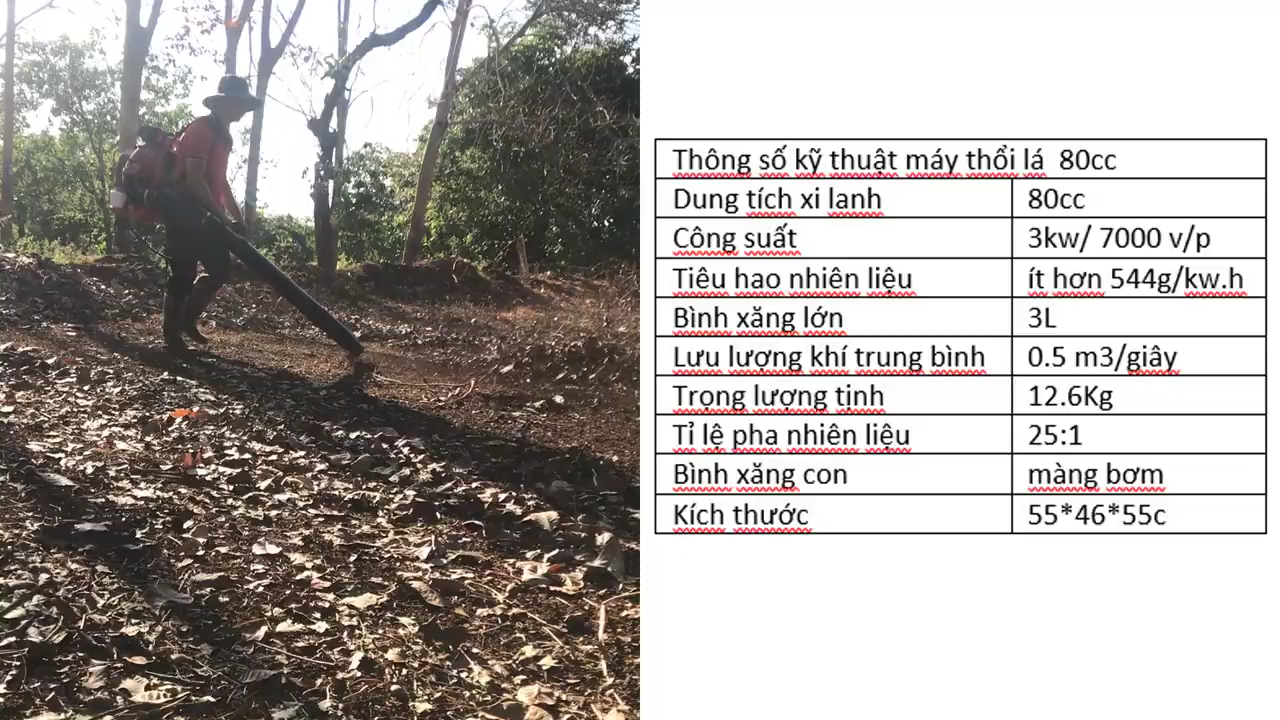 Thông số kỹ thuật máy thổi lá 80cc
Dung tích xi lanh 80cc
Công suất 3kw/ 7000 v/p
Tiêu hao nhiên liệu ít hơn 544g/kw.h
Bình xăng lớn 3L
Lưu lượng khí trung bình 0.5 m3/giây
Trọng lượng tịnh 12.6Kg
Tỉ lệ pha nhiên liệu 25:1
Bình xăng con màng bơm
Kích thước 55*46*55c